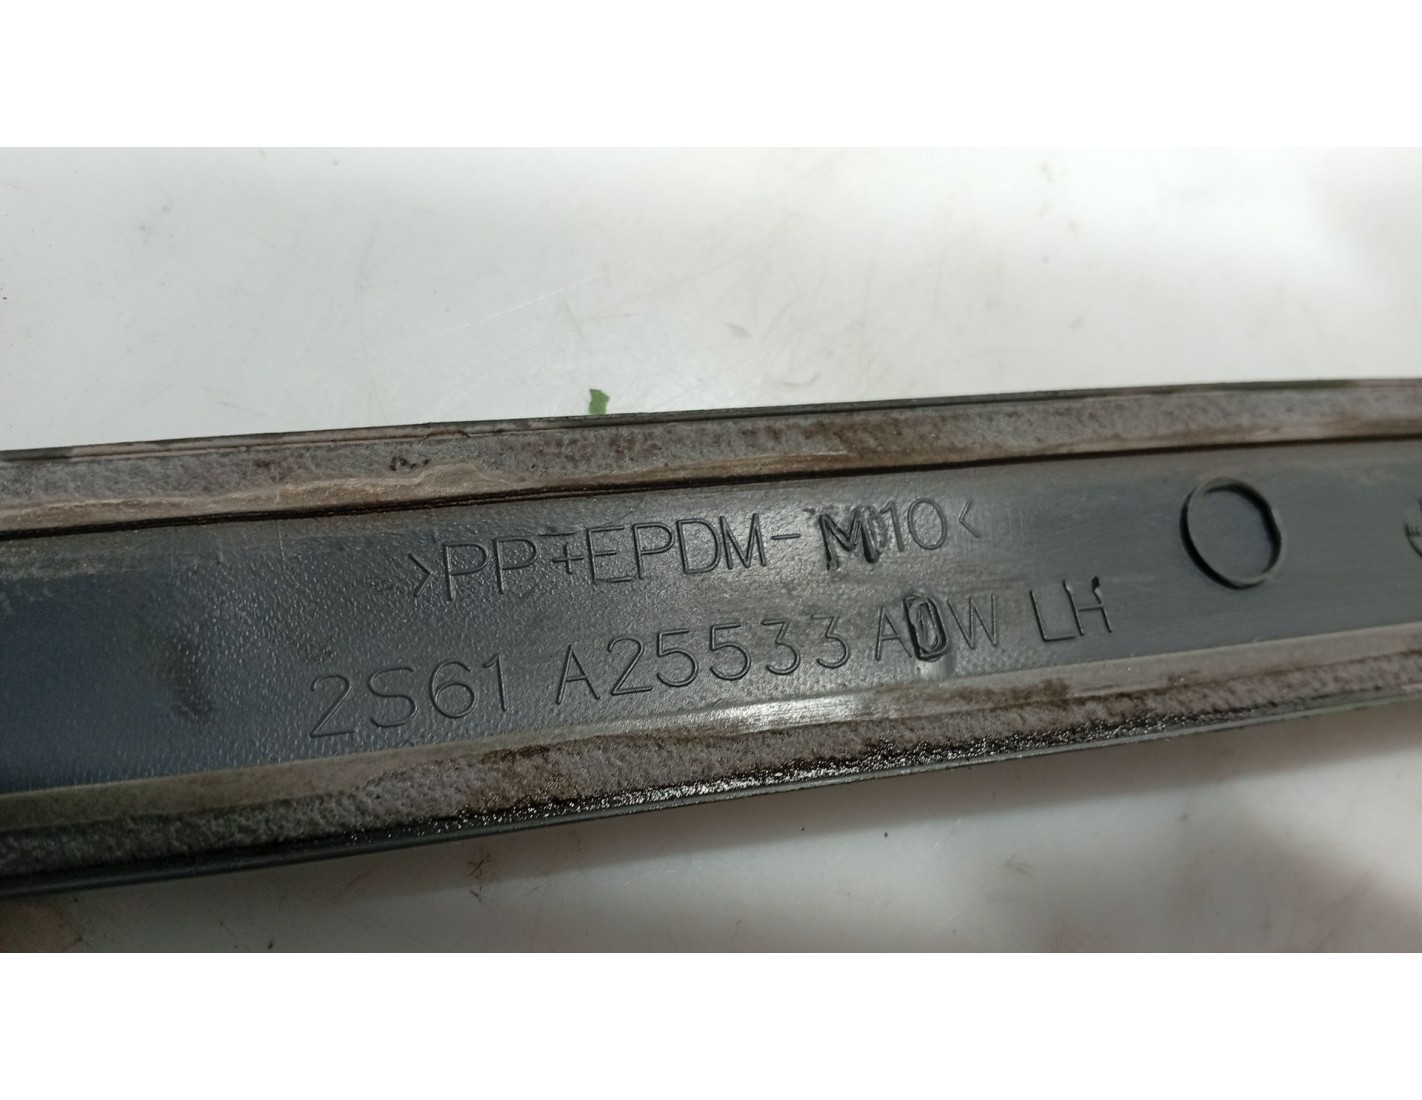 >PP+EPDM-M10<
2S61 A25533 ADW LH